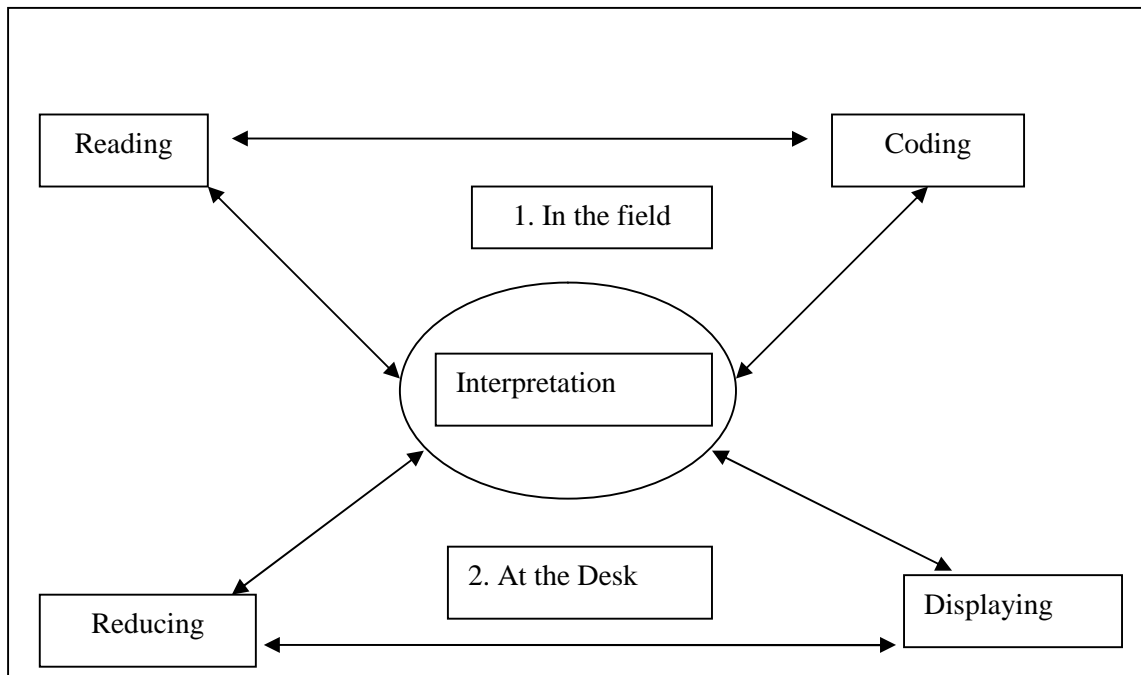 Reading
Coding
1. In the field
Interpretation
2. At the Desk
Reducing
Displaying